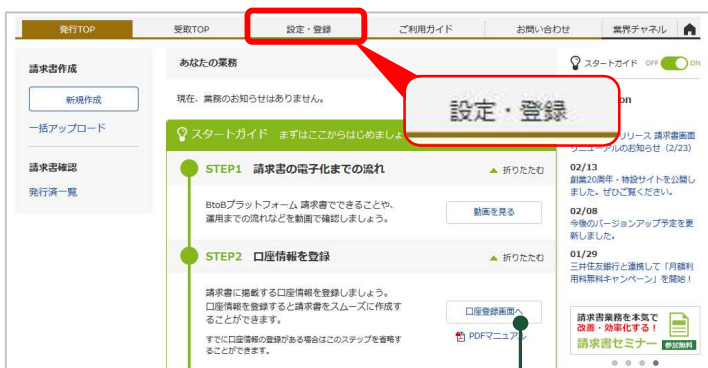 発行TOP
受取TOP
設定・登録
ご利用ガイド
お問い合わせ
業界チャネル
請求書作成
新規作成
一括アップロード
請求書確認
発行済一覧
あなたの業務
現在、業務のお知らせはありません。
設定・登録
スタートガイド まずはここからはじめましょ
STEP1 請求書の電子化までの流れ
折りたたむ
BtoBプラットフォーム 請求書でできることや、
運用までの流れなどを動画で確認しましょう。
動画を見る
STEP2 口座情報を登録
折りたたむ
請求書に掲載する口座情報を登録しましょう。
口座情報を登録すると請求書をスムーズに作成す
ることができます。
すでに口座情報の登録がある場合はこのステップを省略す
ることができます。
口座登録画面へ
PDFマニュアル
スタートガイド OFF ON
on
リリース 請求書画面
リニューアルのお知らせ（2/23）
02/13
創業20周年・特設サイトを公開し
ました。ぜひご覧ください。
02/08
今後のバージョンアップ予定を更
新しました。
01/29
三井住友銀行と連携して「月額利
用料無料キャンペーン」を開始！
請求書業務を本気で
改善・効率化する！
請求書セミナー 参加無料